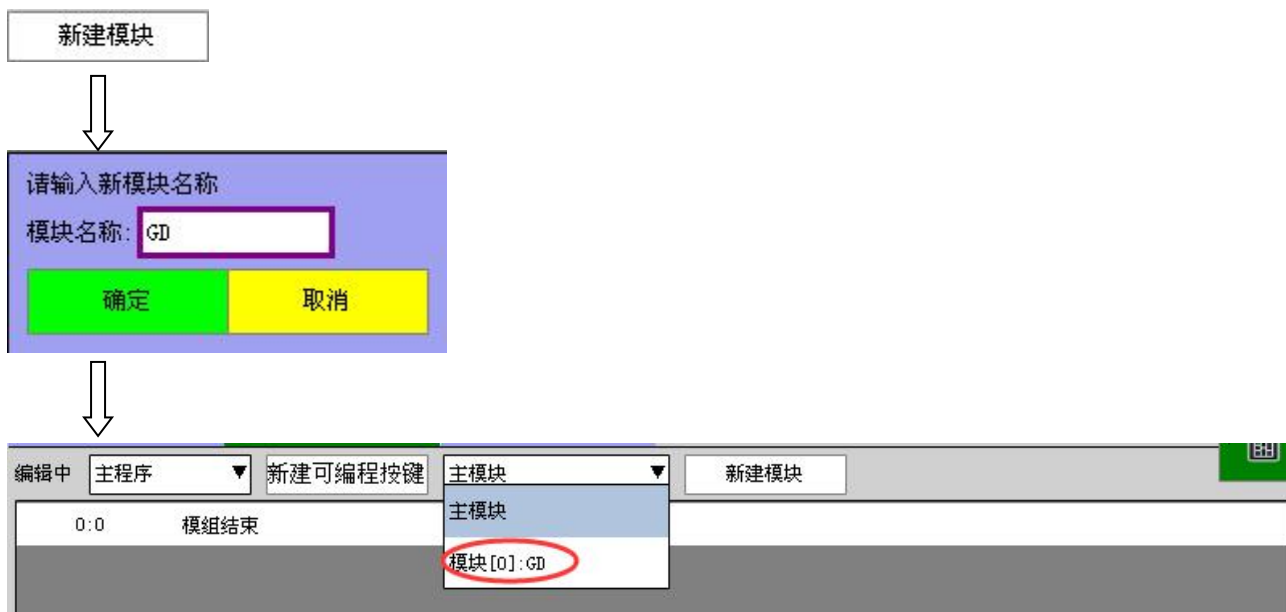 新建模块
请输入新模块名称
模块名称: GD
确定 取消
编辑中 主程序 ▼ 新建可编程按键 主模块 ▼ 新建模块
0:0 模组结束
主模块
模块[0]:GD